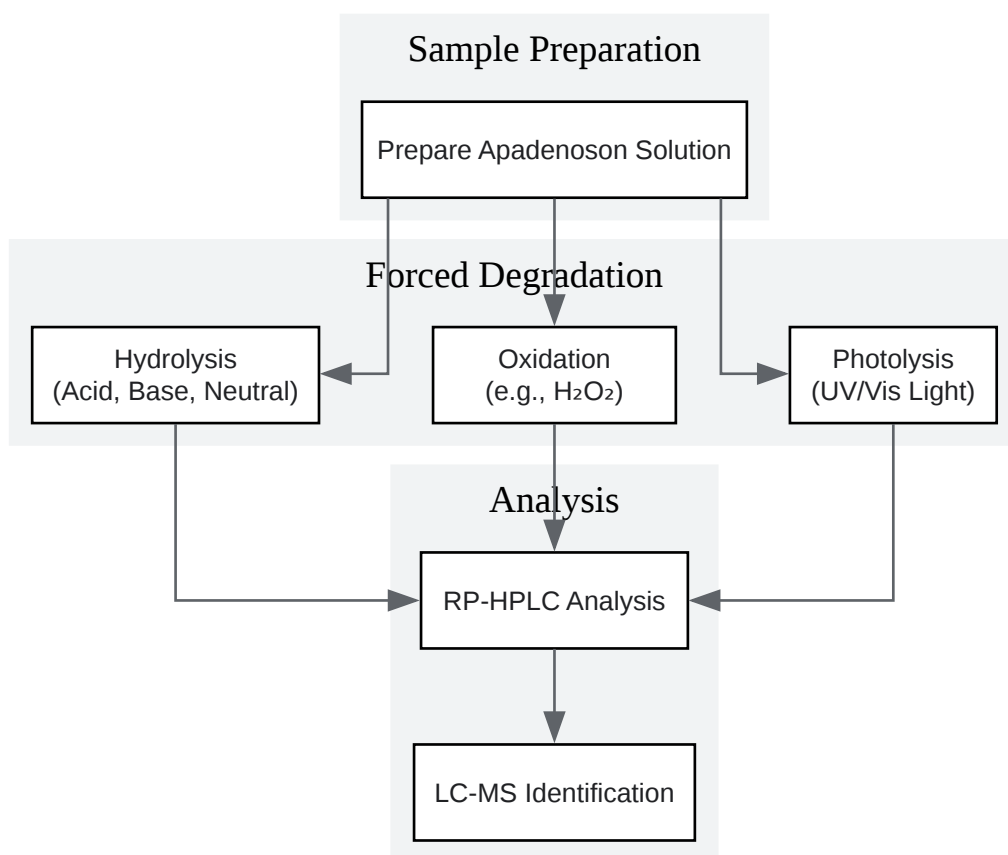 Sample Preparation
Prepare Apadenoson Solution
Forced Degradation
Hydrolysis
(Acid, Base, Neutral)
Oxidation
(e.g., H₂O₂)
Photolysis
(UV/Vis Light)
Analysis
RP-HPLC Analysis
LC-MS Identification